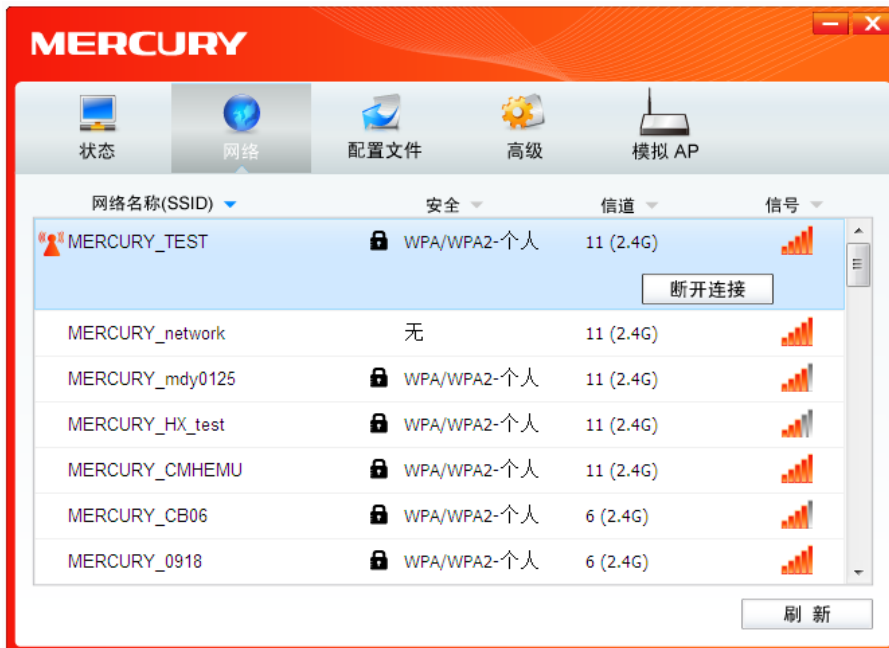 MERCURY
状态 网络 配置文件 高级 模拟 AP
网络名称(SSID) 安全 信道 信号
MERCURY_TEST WPA/WPA2-个人 11 (2.4G)
断开连接
MERCURY_network 无 11 (2.4G)
MERCURY_mdy0125 WPA/WPA2-个人 11 (2.4G)
MERCURY_HX_test WPA/WPA2-个人 11 (2.4G)
MERCURY_CMHEMU WPA/WPA2-个人 11 (2.4G)
MERCURY_CB06 WPA/WPA2-个人 6 (2.4G)
MERCURY_0918 WPA/WPA2-个人 6 (2.4G)
刷 新